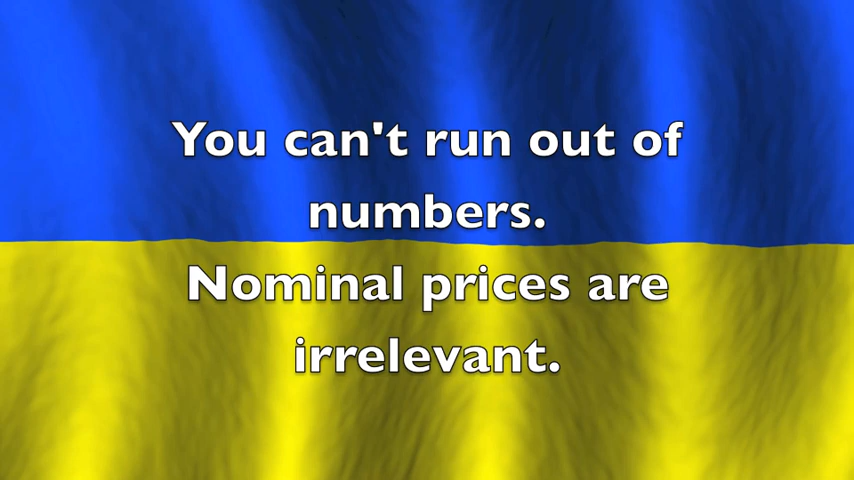 You can't run out of
numbers.
Nominal prices are
irrelevant.